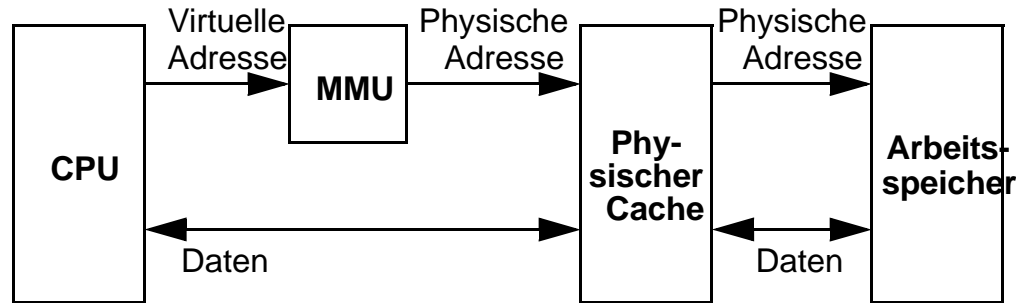 Virtuelle
Adresse
Physische
Adresse
Physische
Adresse
MMU
CPU
Phy-
sischer
Cache
Arbeits-
speicher
Daten
Daten